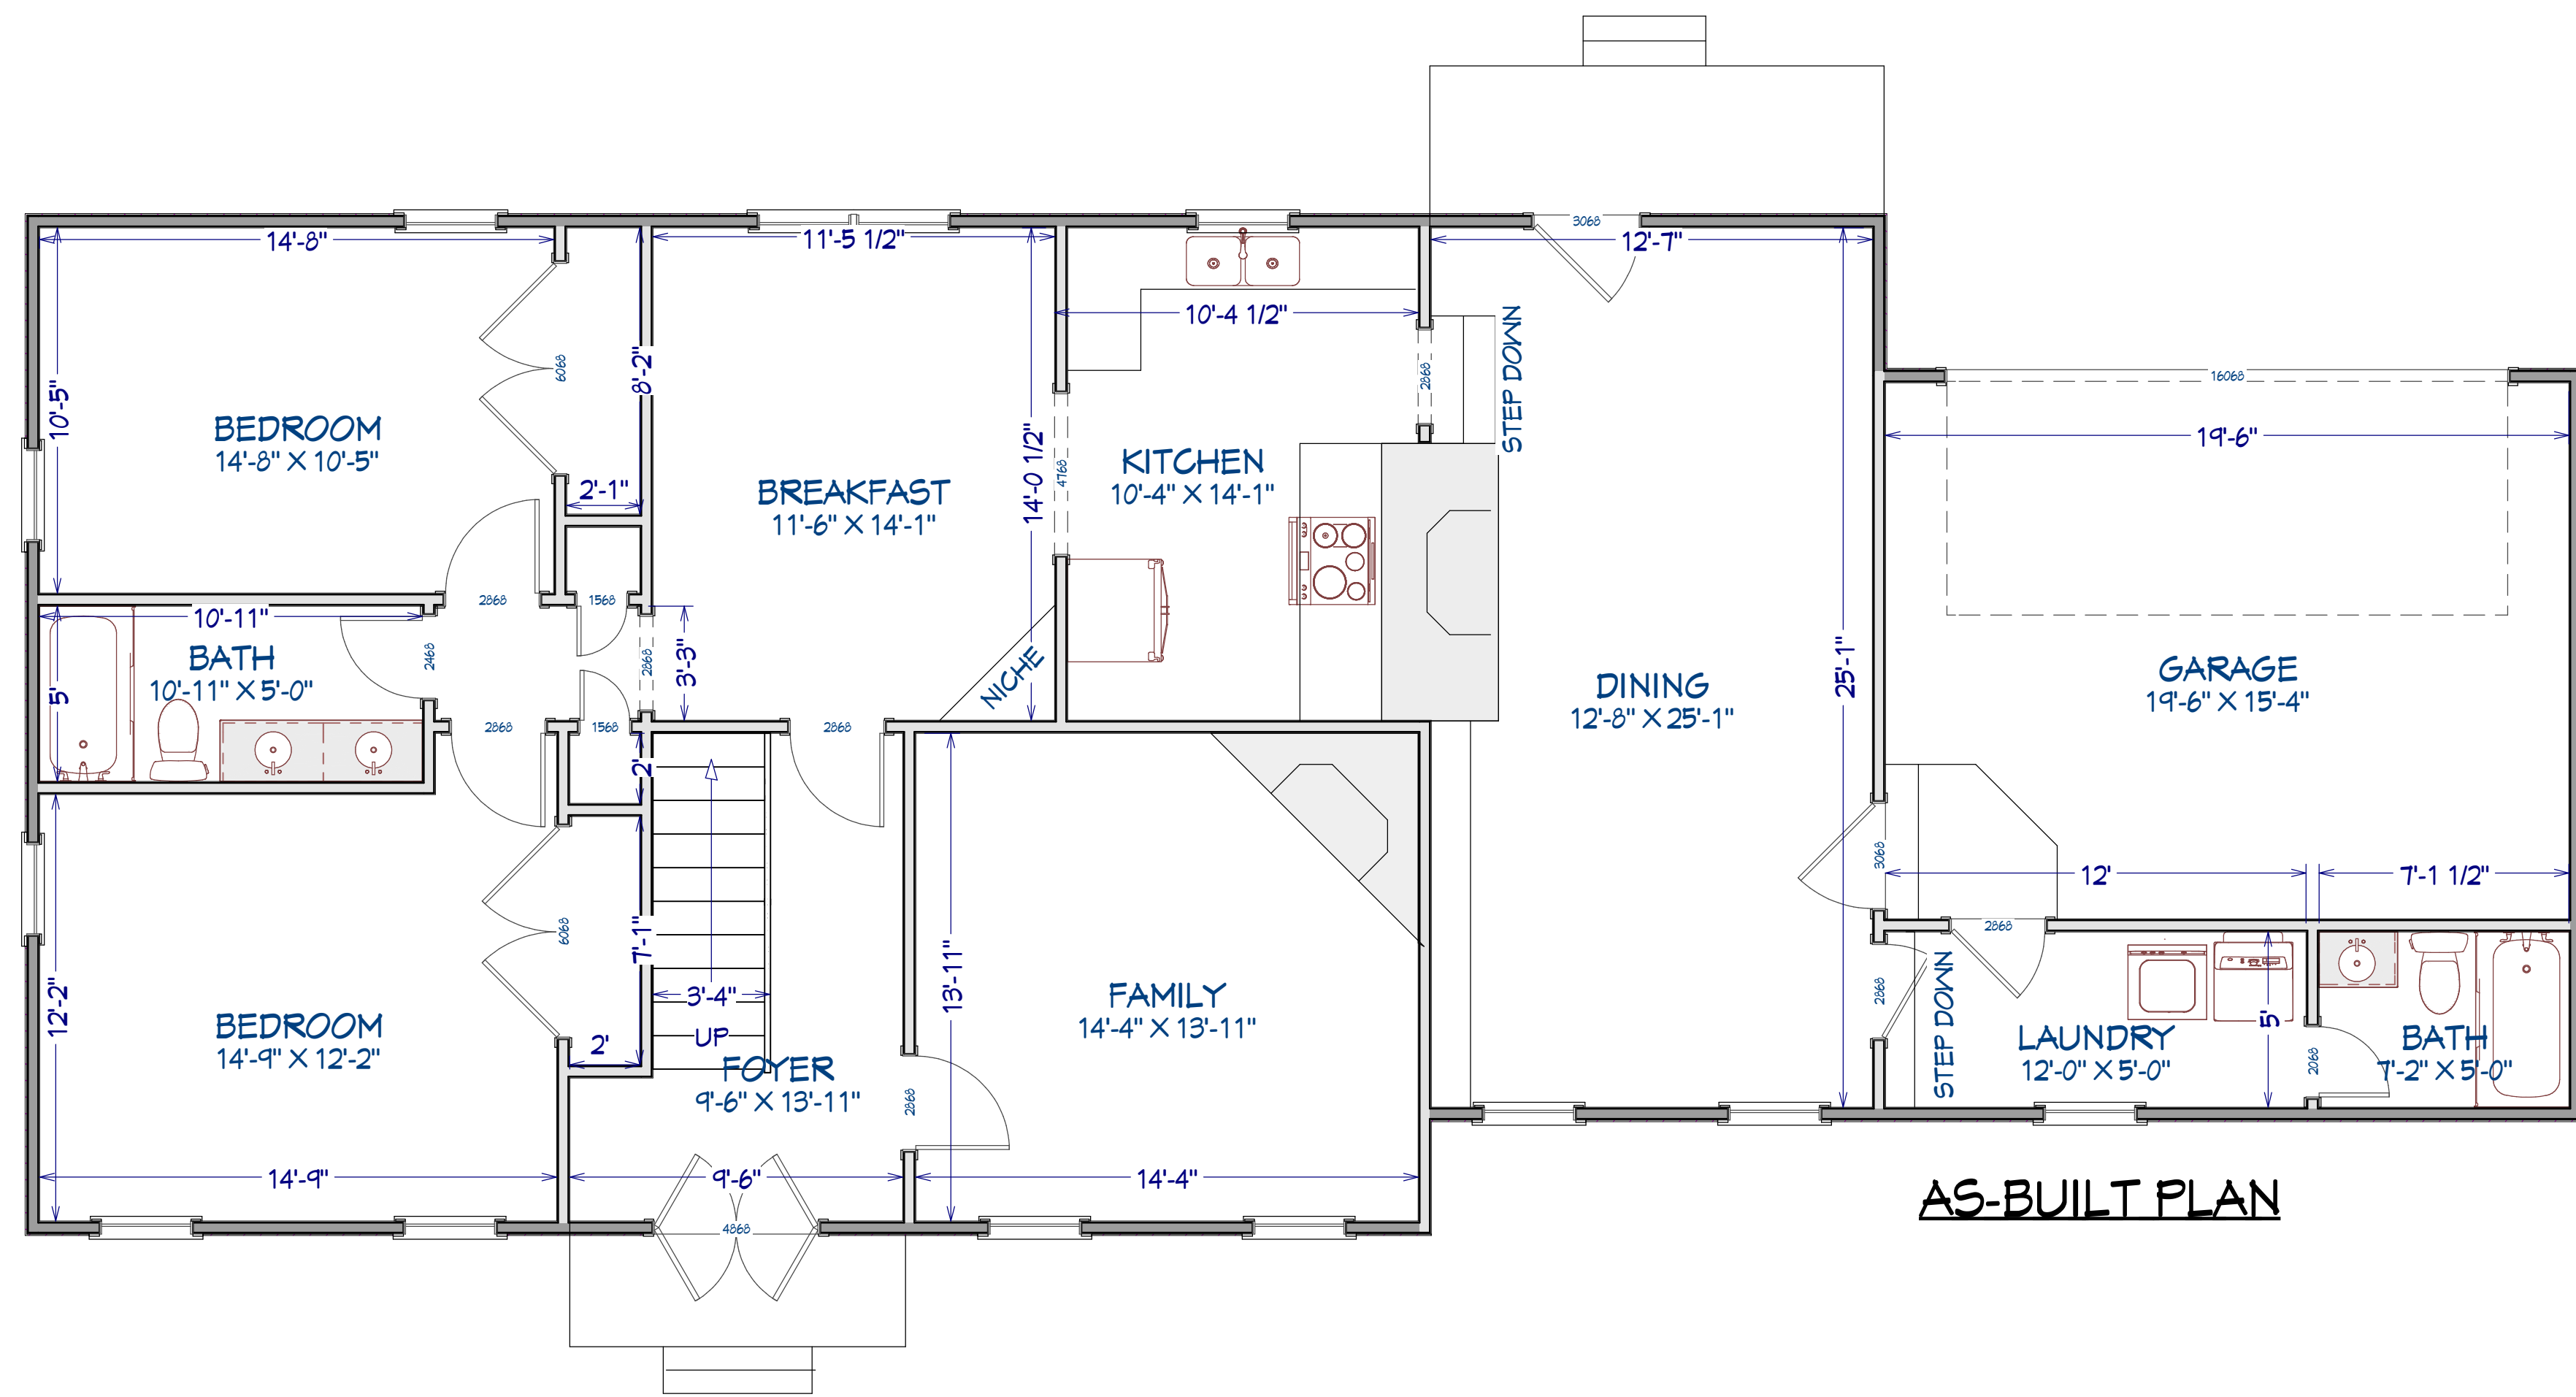 3068
14'-8"
11'-5 1/2"
12'-7"
10'-4 1/2"
STEP DOWN
6068
8'-2"
2868
16068
10'-5"
BEDROOM
14'-8" X 10'-5"
19'-6"
14'-0 1/2"
4768
KITCHEN
10'-4" X 14'-1"
2'-1"
BREAKFAST
11'-6" X 14'-1"
2868
1568
10'-11"
BATH
10'-11" X 5'-0"
5'
2468
2868
3'-3"
NICHE
DINING
12'-8" X 25'-1"
25'-1"
GARAGE
19'-6" X 15'-4"
2868
1568
2868
2'
3068
12'
7'-1 1/2"
6068
7'-1"
2868
12'-2"
3'-4"
UP
13'-11"
FAMILY
14'-4" X 13'-11"
2868
STEP DOWN
5'
BEDROOM
14'-9" X 12'-2"
2'
FOYER
9'-6" X 13'-11"
2868
LAUNDRY
12'-0" X 5'-0"
2068
BATH
7'-2" X 5'-0"
14'-9"
9'-6"
14'-4"
4868
AS-BUILT PLAN